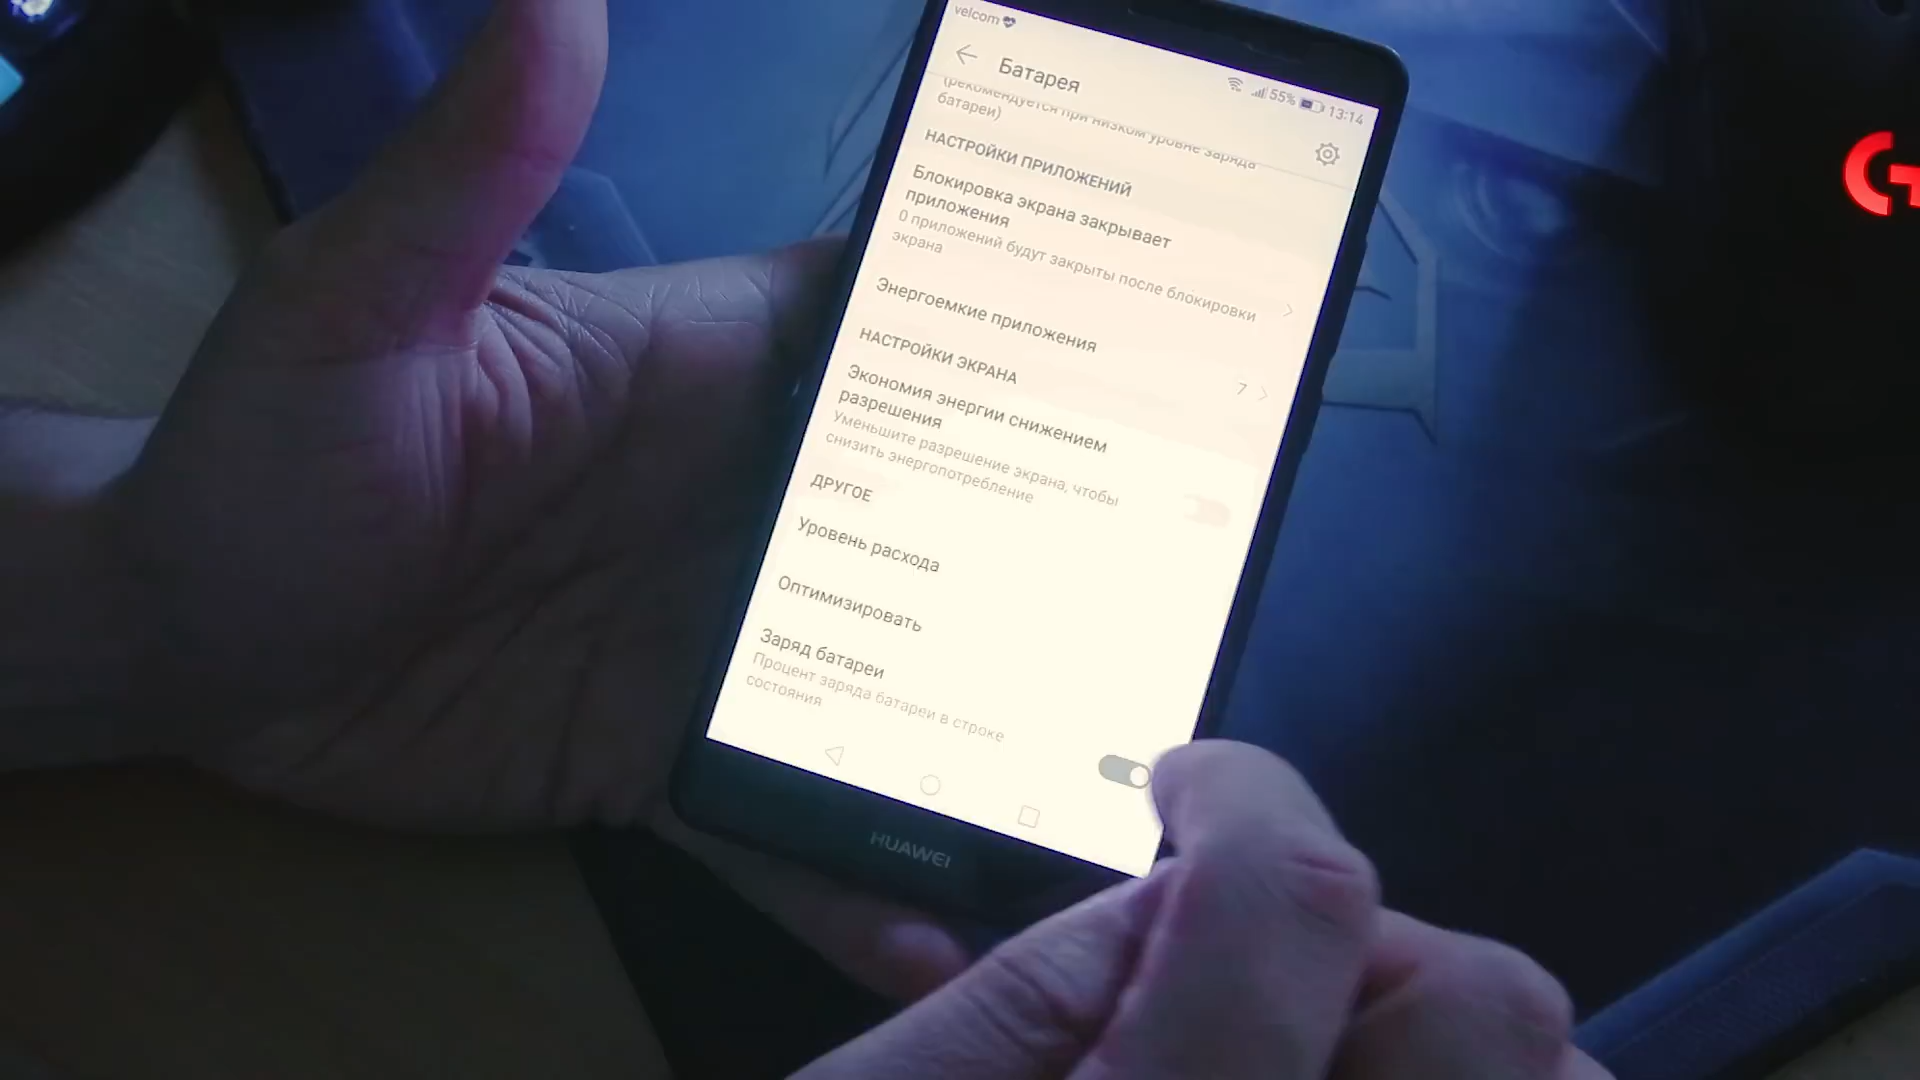 velcom
Батарея
55%
13:14
(рекомендуется при низком уровне заряда
батареи)
НАСТРОЙКИ ПРИЛОЖЕНИЙ
Блокировка экрана закрывает
приложения
0 приложений будут закрыты после блокировки
экрана
Энергоемкие приложения
7
НАСТРОЙКИ ЭКРАНА
Экономия энергии снижением
разрешения
Уменьшите разрешение экрана, чтобы
снизить энергопотребление
ДРУГОЕ
Уровень расхода
Оптимизировать
Заряд батареи
Процент заряда батареи в строке
состояния
HUAWEI